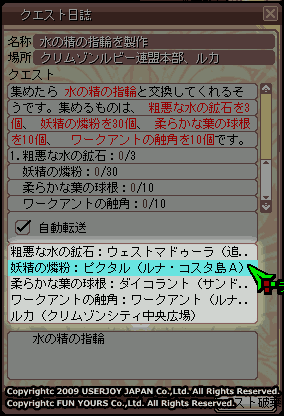 クエスト日誌
名称 水の精の指輪を製作
場所 クリムゾンルビー連盟本部、ルカ
クエスト
集めたら 水の精の指輪と交換してくれるそ
うです。集めるものは、 粗悪な水の鉱石を3
個、 妖精の燐粉を30個、 柔らかな葉の球根
を10個、 ワークアントの触角を10個です。
1.粗悪な水の鉱石：0/3
妖精の燐粉：0/30
柔らかな葉の球根：0/10
ワークアントの触角：0/10
自動転送
粗悪な水の鉱石：ウェストマドゥーラ（追..
妖精の燐粉：ピクタル（ルナ・コスタ島A）
柔らかな葉の球根：ダイコラント（サンド..
ワークアントの触角：ワークアント（ルナ..
ルカ（クリムゾンシティ中央広場）
水の精の指輪
Copyrightc 2009 USERJOY JAPAN Co.,Ltd. All Rights Reserved.
Copyrightc FUN YOURS Co.,Ltd. All Rights Reserved.